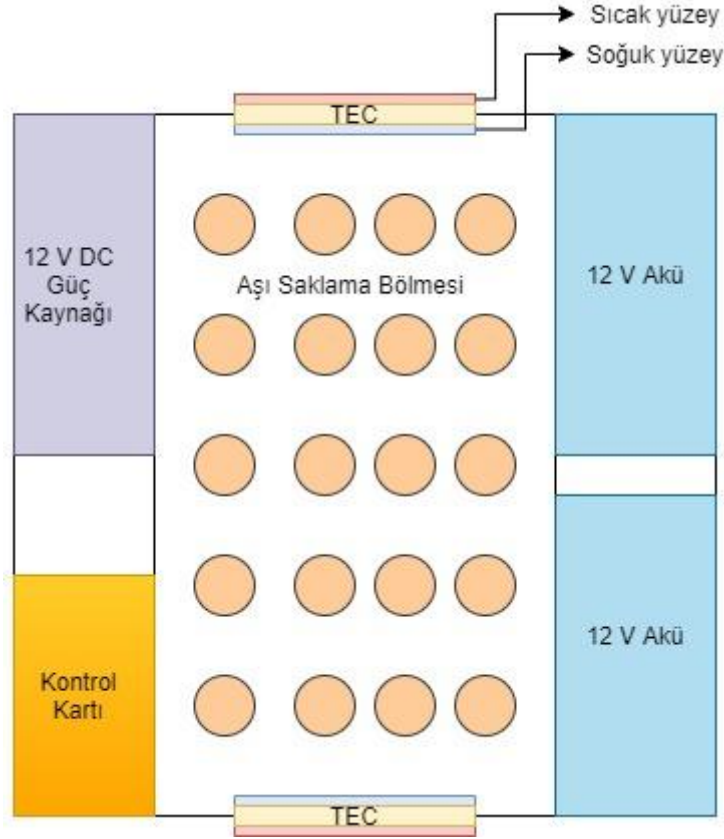 Sıcak yüzey
Soğuk yüzey
TEC
12 V DC
Güç
Kaynağı
Aşı Saklama Bölmesi
12 V Akü
Kontrol
Kartı
12 V Akü
TEC